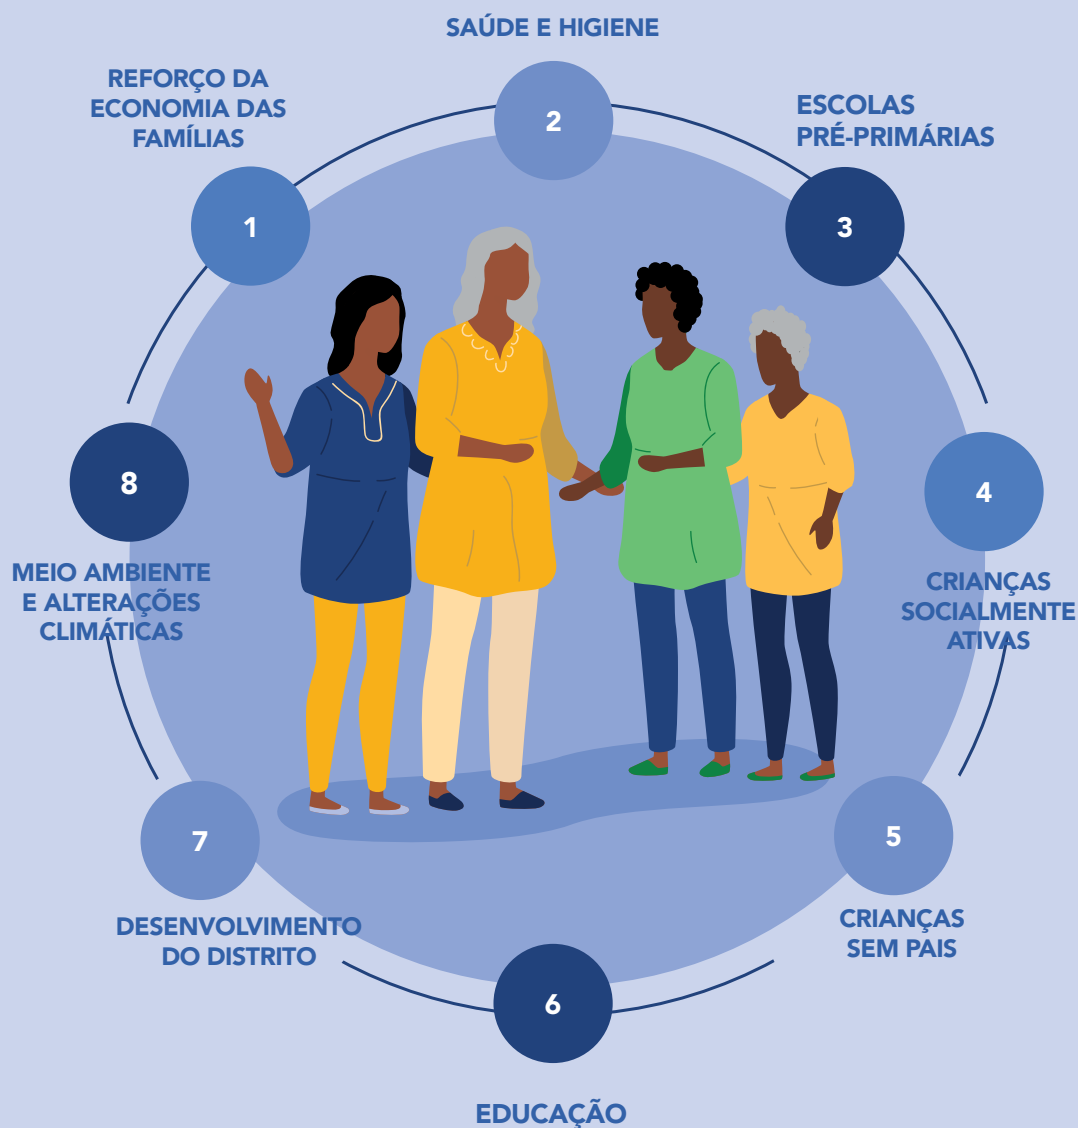 REFORÇO DA
ECONOMIA DAS
FAMÍLIAS
1
SAÚDE E HIGIENE
2
ESCOLAS
PRÉ-PRIMÁRIAS
3
4
CRIANÇAS
SOCIALMENTE
ATIVAS
5
CRIANÇAS
SEM PAIS
6
EDUCAÇÃO
7
DESENVOLVIMENTO
DO DISTRITO
8
MEIO AMBIENTE
E ALTERAÇÕES
CLIMÁTICAS